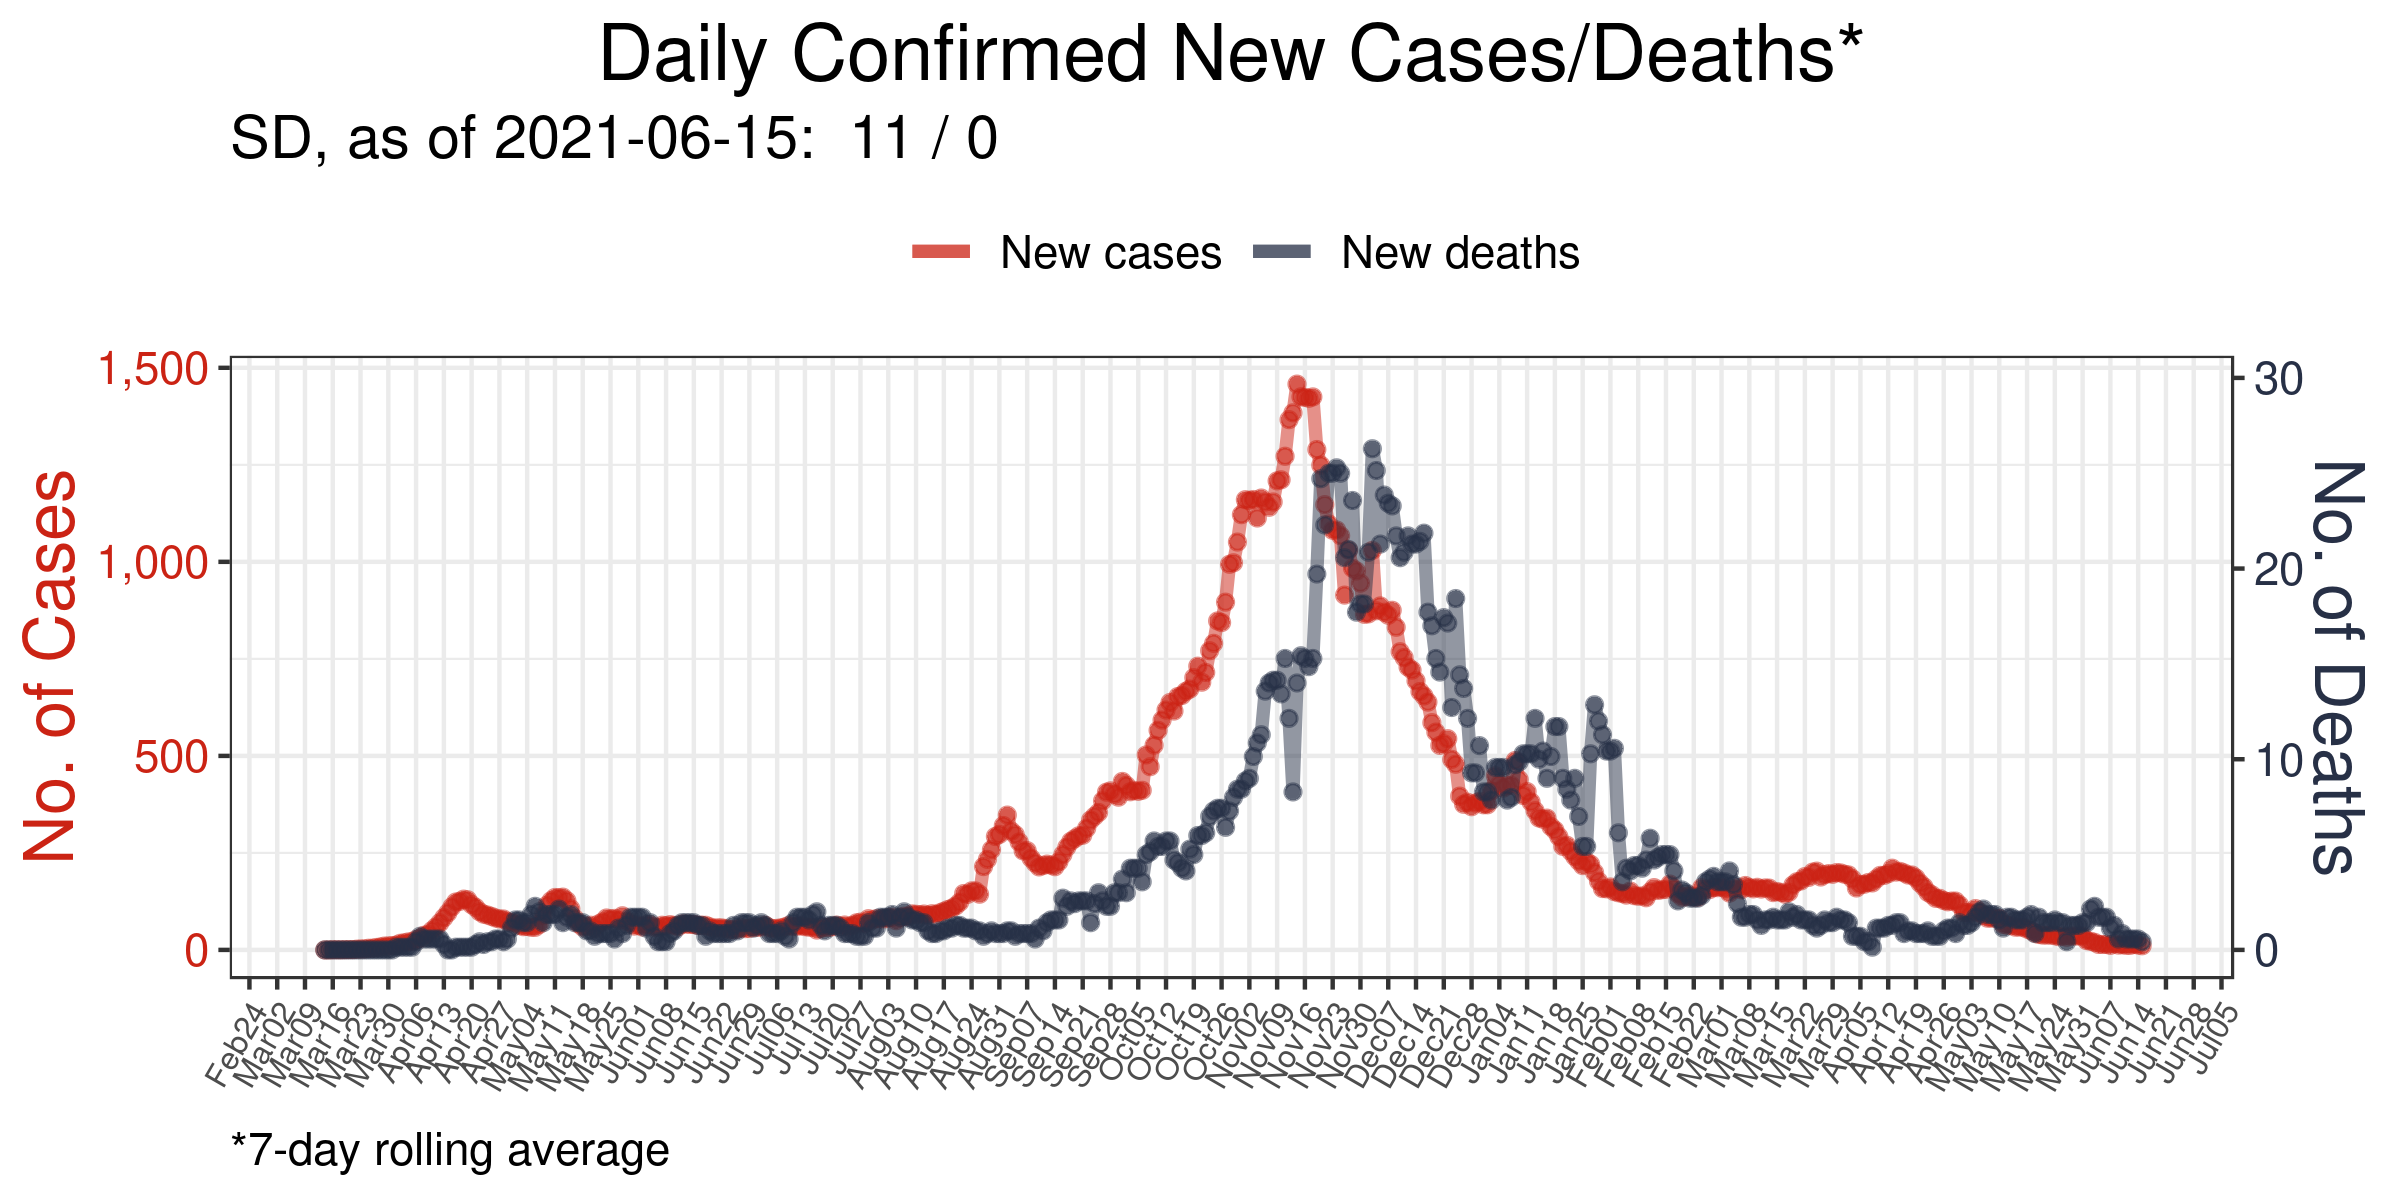 Daily Confirmed New Cases/Deaths*
SD, as of 2021-06-15:  11 / 0
New cases
New deaths
1,500
1,000
500
0
No. of Cases
30
20
10
0
No. of Deaths
Feb24
Mar02
Mar09
Mar16
Mar23
Mar30
Apr06
Apr13
Apr20
Apr27
May04
May11
May18
May25
Jun01
Jun08
Jun15
Jun22
Jun29
Jul06
Jul13
Jul20
Jul27
Aug03
Aug10
Aug17
Aug24
Aug31
Sep07
Sep14
Sep21
Sep28
Oct05
Oct12
Oct19
Oct26
Nov02
Nov09
Nov16
Nov23
Nov30
Dec07
Dec14
Dec21
Dec28
Jan04
Jan11
Jan18
Jan25
Feb01
Feb08
Feb15
Feb22
Mar01
Mar08
Mar15
Mar22
Mar29
Apr05
Apr12
Apr19
Apr26
May03
May10
May17
May24
May31
Jun07
Jun14
Jun21
Jun28
Jul05
*7-day rolling average